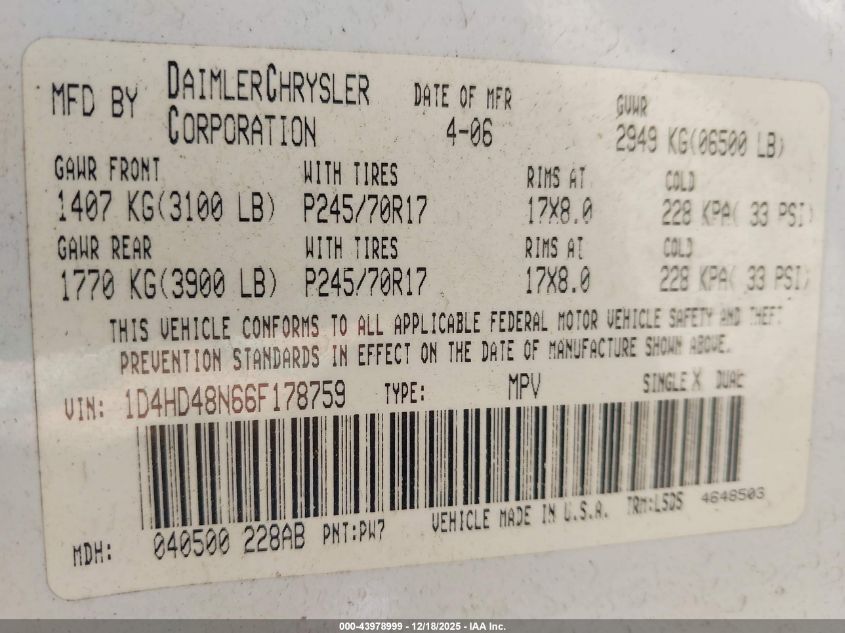 MFD BY DAIMLERCHRYSLER CORPORATION DATE OF MFR 4-06 GVWR 2949 KG(06500 LB)
GAWR FRONT WITH TIRES RIMS AT COLD
1407 KG(3100 LB) P245/70R17 17X8.0 228 KPA( 33 PSI)
GAWR REAR WITH TIRES RIMS AT COLD
1770 KG(3900 LB) P245/70R17 17X8.0 228 KPA( 33 PSI)
THIS VEHICLE CONFORMS TO ALL APPLICABLE FEDERAL MOTOR VEHICLE SAFETY AND THEFT
PREVENTION STANDARDS IN EFFECT ON THE DATE OF MANUFACTURE SHOWN ABOVE.
VIN: 1D4HD48N66F178759 TYPE: MPV SINGLE X DUAL
MDH: 040500 228AB PNT:PW7 VEHICLE MADE IN U.S.A. TRM:L5DS 4648503
000-43978999 - 12/18/2025 - IAA Inc.